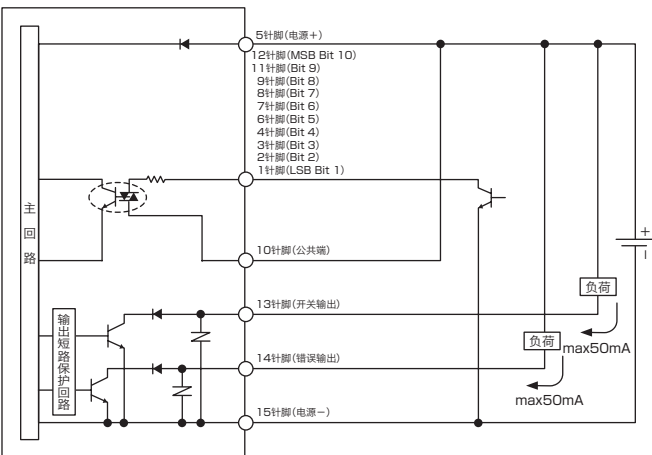 5针脚(电源+)
12针脚(MSB Bit 10)
11针脚(Bit 9)
9针脚(Bit 8)
8针脚(Bit 7)
7针脚(Bit 6)
6针脚(Bit 5)
4针脚(Bit 4)
3针脚(Bit 3)
2针脚(Bit 2)
1针脚(LSB Bit 1)
主回路
+
-
10针脚(公共端)
13针脚(开关输出)
负荷
max50mA
输出短路保护回路
14针脚(错误输出)
负荷
max50mA
15针脚(电源-)